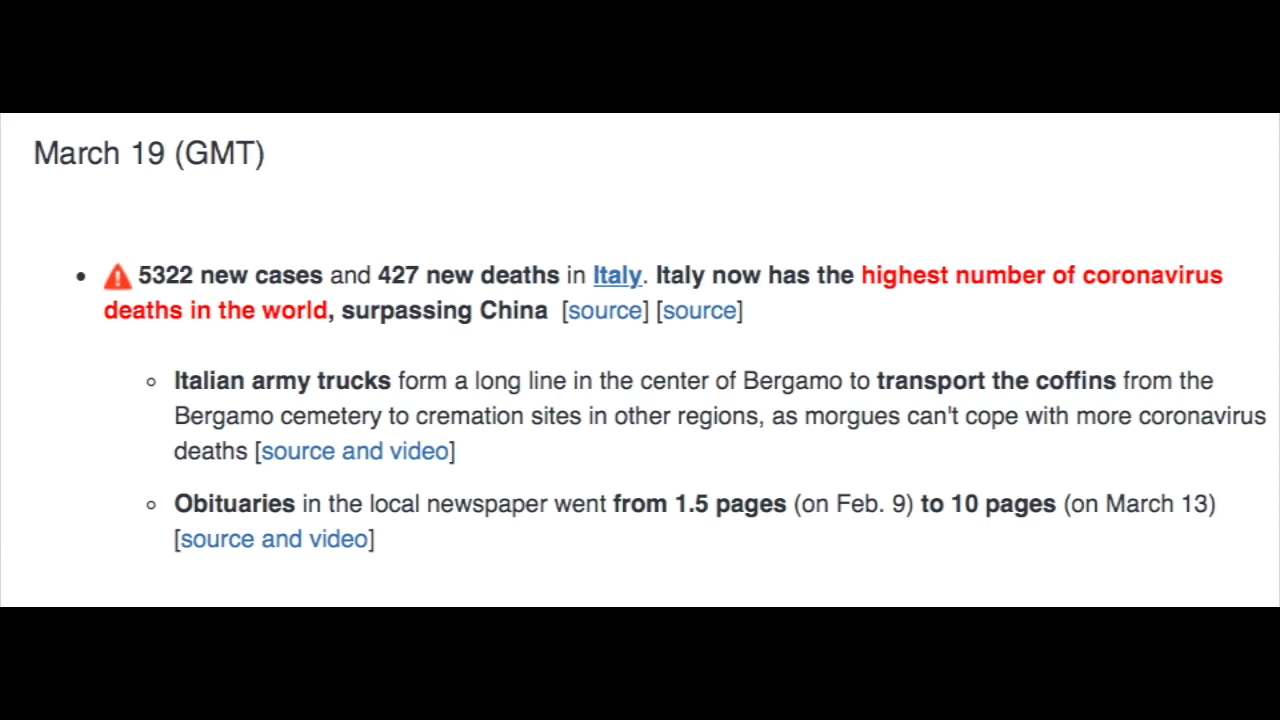 March 19 (GMT)
5322 new cases and 427 new deaths in Italy. Italy now has the highest number of coronavirus
deaths in the world, surpassing China [source] [source]
Italian army trucks form a long line in the center of Bergamo to transport the coffins from the
Bergamo cemetery to cremation sites in other regions, as morgues can't cope with more coronavirus
deaths [source and video]
Obituaries in the local newspaper went from 1.5 pages (on Feb. 9) to 10 pages (on March 13)
[source and video]